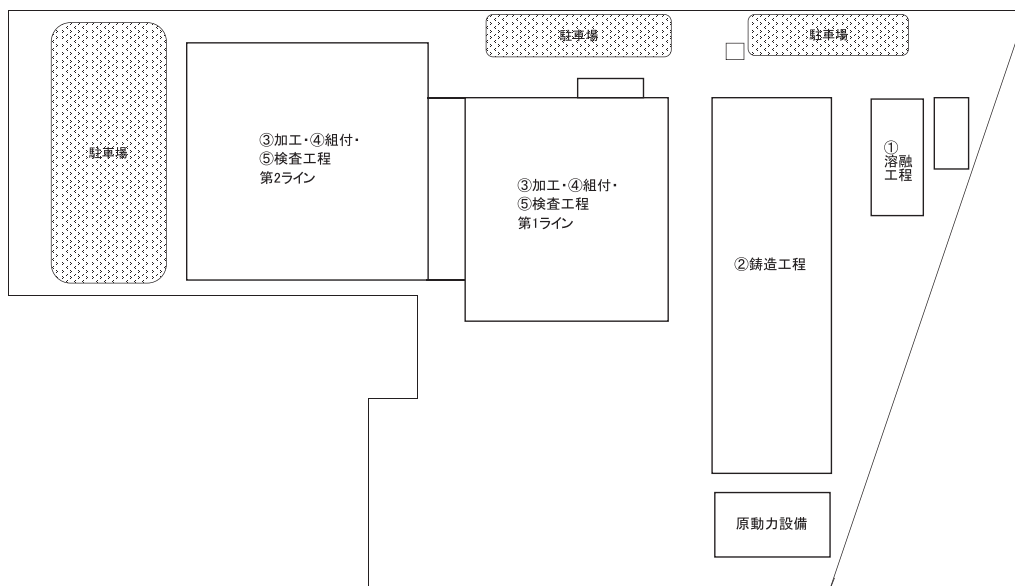 駐車場
駐車場
駐車場
③加工・④組付・
⑤検査工程
第2ライン
③加工・④組付・
⑤検査工程
第1ライン
②鋳造工程
①
溶融
工程
原動力設備